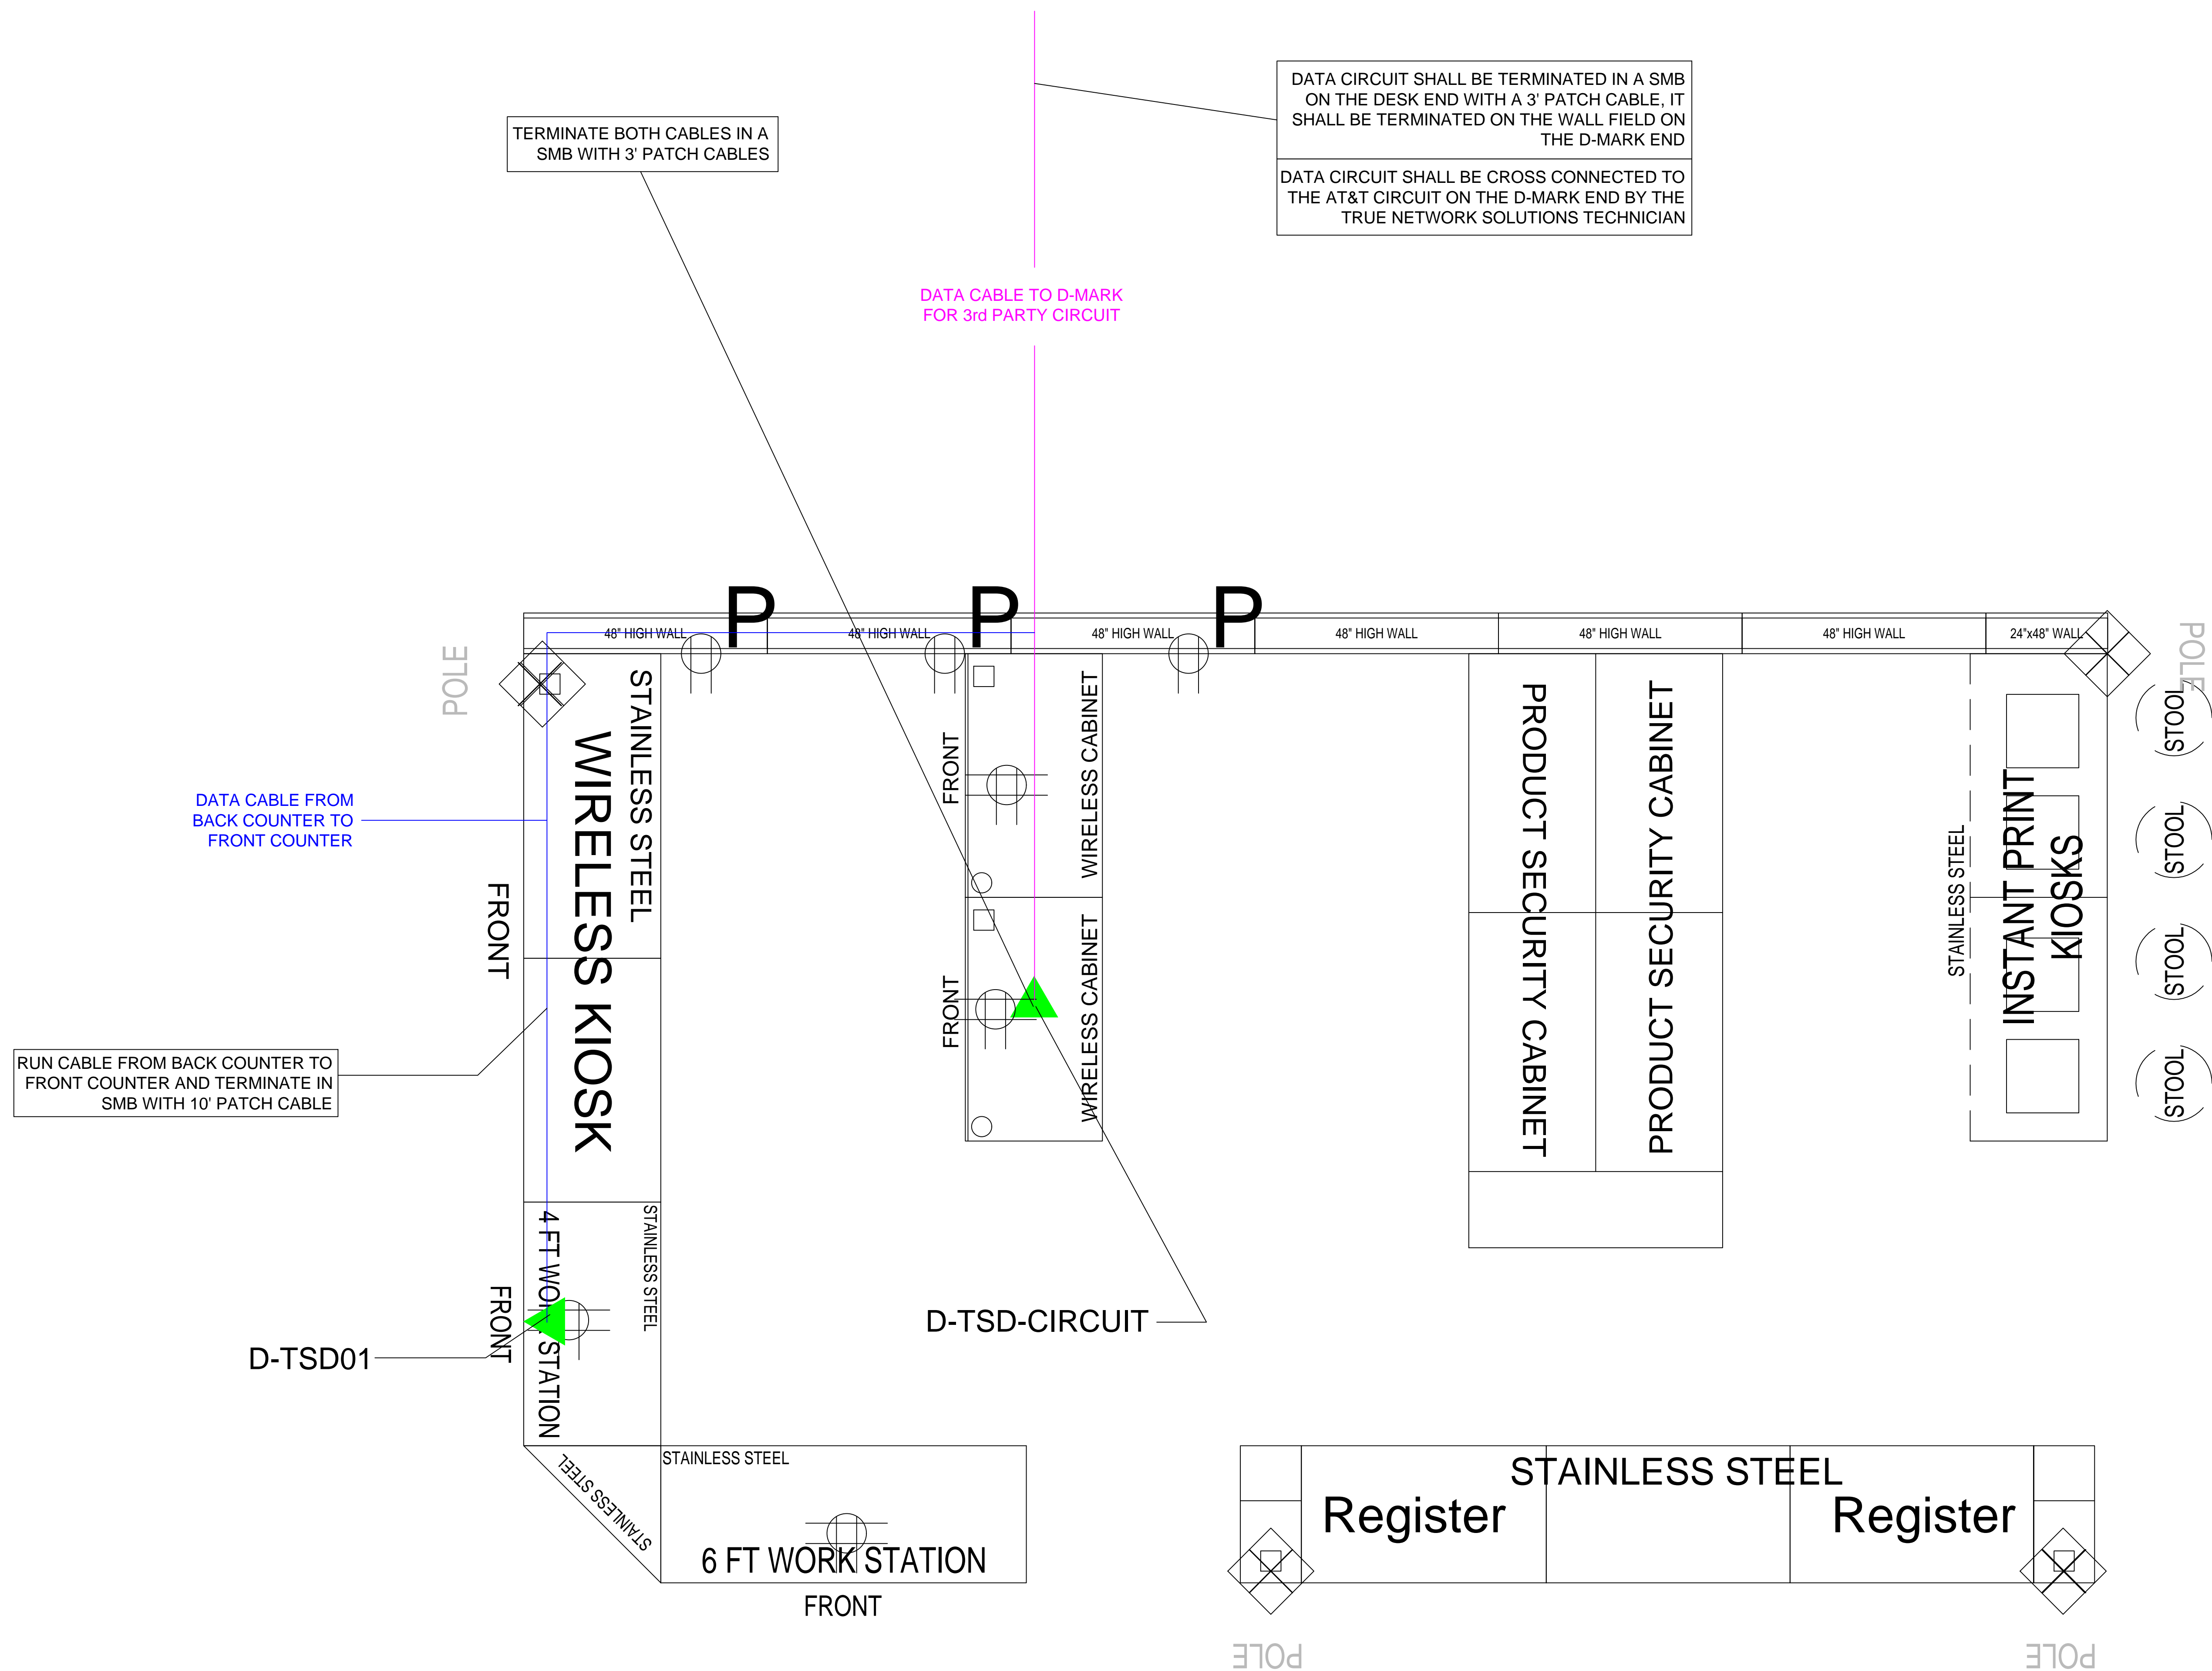 DATA CIRCUIT SHALL BE TERMINATED IN A SMB
ON THE DESK END WITH A 3' PATCH CABLE, IT
SHALL BE TERMINATED ON THE WALL FIELD ON
THE D-MARK END
DATA CIRCUIT SHALL BE CROSS CONNECTED TO
THE AT&T CIRCUIT ON THE D-MARK END BY THE
TRUE NETWORK SOLUTIONS TECHNICIAN
TERMINATE BOTH CABLES IN A
SMB WITH 3' PATCH CABLES
DATA CABLE TO D-MARK
FOR 3rd PARTY CIRCUIT
P
P
P
48" HIGH WALL
48" HIGH WALL
48" HIGH WALL
48" HIGH WALL
48" HIGH WALL
48" HIGH WALL
24"x48" WALL
POLE
POLE
STAINLESS STEEL
WIRELESS KIOSK
FRONT
DATA CABLE FROM
BACK COUNTER TO
FRONT COUNTER
RUN CABLE FROM BACK COUNTER TO
FRONT COUNTER AND TERMINATE IN
SMB WITH 10' PATCH CABLE
FRONT
WIRELESS CABINET
FRONT
WIRELESS CABINET
PRODUCT SECURITY CABINET
PRODUCT SECURITY CABINET
STAINLESS STEEL
INSTANT PRINT
KIOSKS
STOOL
STOOL
STOOL
STOOL
4 FT WORK STATION
STAINLESS STEEL
FRONT
D-TSD01
D-TSD-CIRCUIT
STAINLESS STEEL
STAINLESS STEEL
6 FT WORK STATION
FRONT
STAINLESS STEEL
Register
Register
POLE
POLE